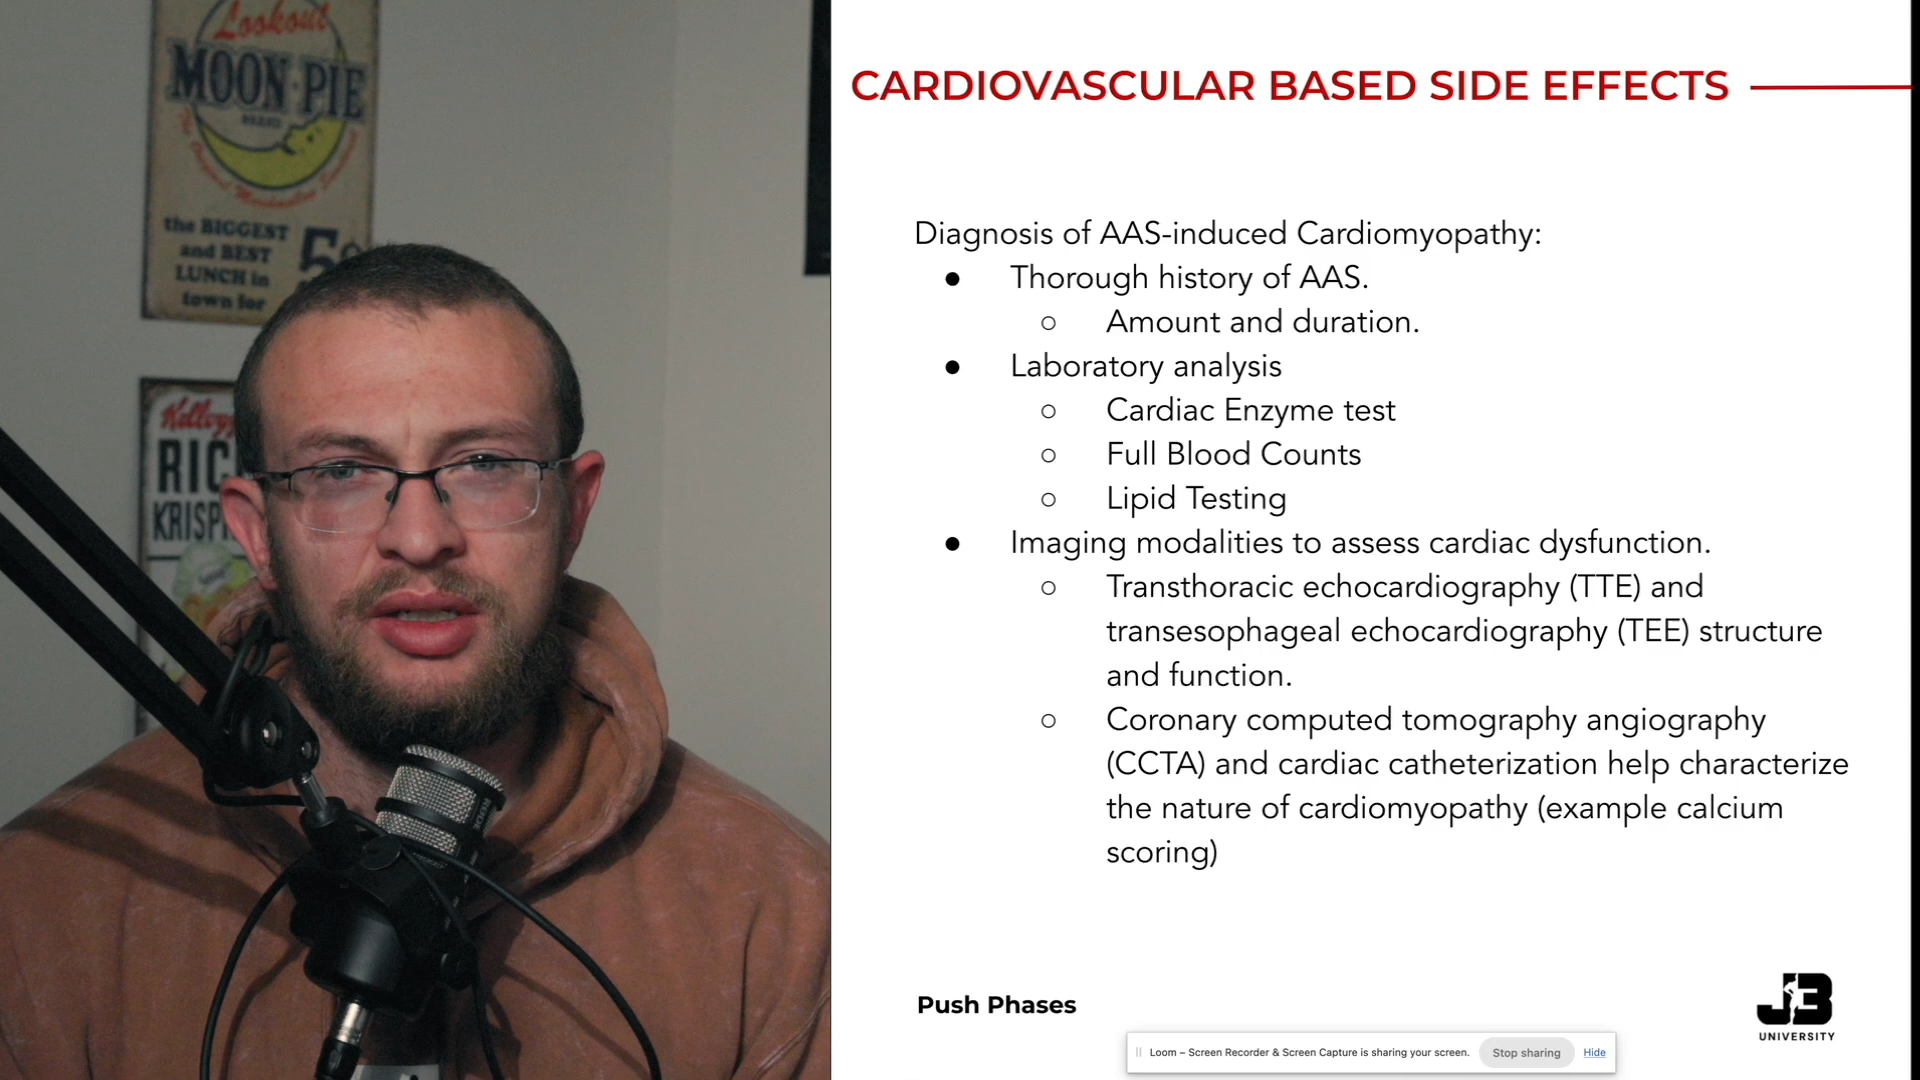 Lookout
MOON·PIE
BRAND
the BIGGEST
and BEST
LUNCH in
town for
5¢
Kellogg
RIC
KRISP
RODE
CARDIOVASCULAR BASED SIDE EFFECTS
Diagnosis of AAS-induced Cardiomyopathy:
● Thorough history of AAS.
○ Amount and duration.
● Laboratory analysis
○ Cardiac Enzyme test
○ Full Blood Counts
○ Lipid Testing
● Imaging modalities to assess cardiac dysfunction.
○ Transthoracic echocardiography (TTE) and
transesophageal echocardiography (TEE) structure
and function.
○ Coronary computed tomography angiography
(CCTA) and cardiac catheterization help characterize
the nature of cardiomyopathy (example calcium
scoring)
Push Phases
J3
UNIVERSITY
Loom – Screen Recorder & Screen Capture is sharing your screen.
Stop sharing
Hide